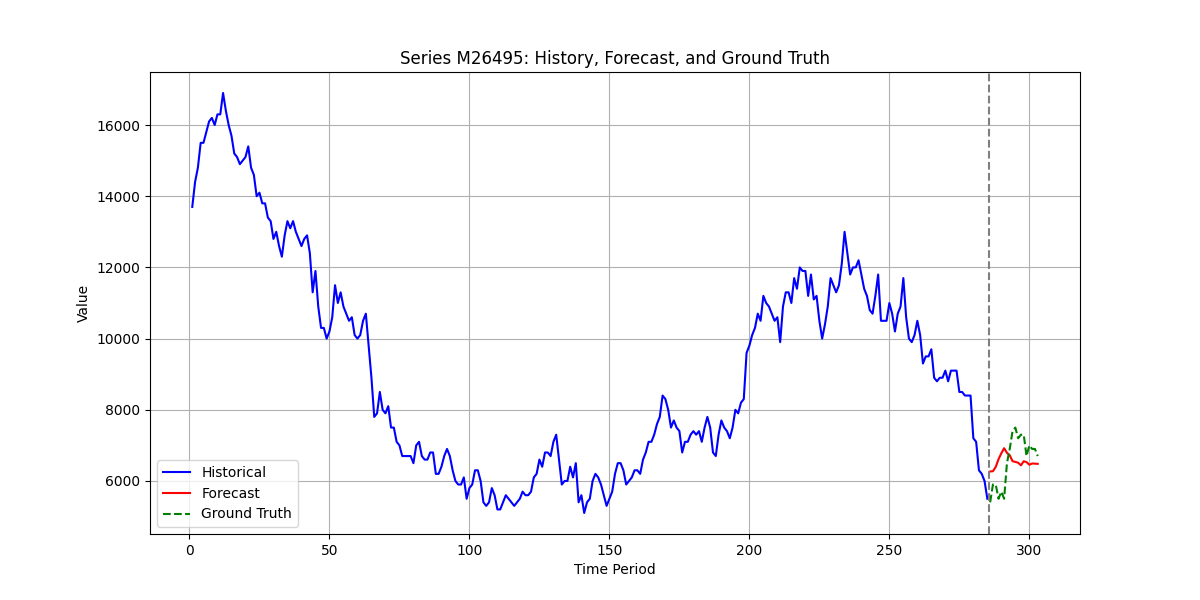 Series M26495: History, Forecast, and Ground Truth
Value
16000
14000
12000
10000
8000
6000
Historical
Forecast
Ground Truth
0 50 100 150 200 250 300
Time Period